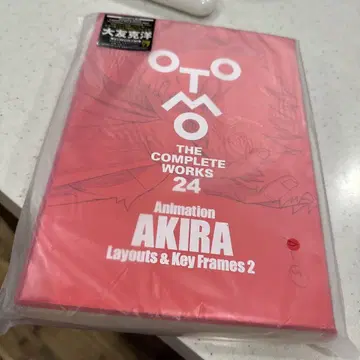 大友克洋
OTOMO
THE
COMPLETE
WORKS
24
Animation
AKIRA
Layouts & Key Frames 2